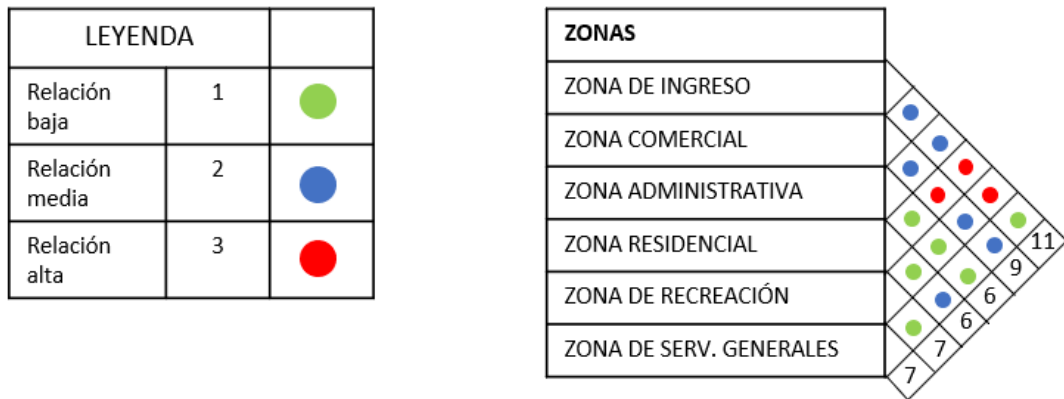 LEYENDA
Relación
baja
1
Relación
media
2
Relación
alta
3
ZONAS
ZONA DE INGRESO
ZONA COMERCIAL
ZONA ADMINISTRATIVA
ZONA RESIDENCIAL
ZONA DE RECREACIÓN
ZONA DE SERV. GENERALES
11
9
6
6
7
7